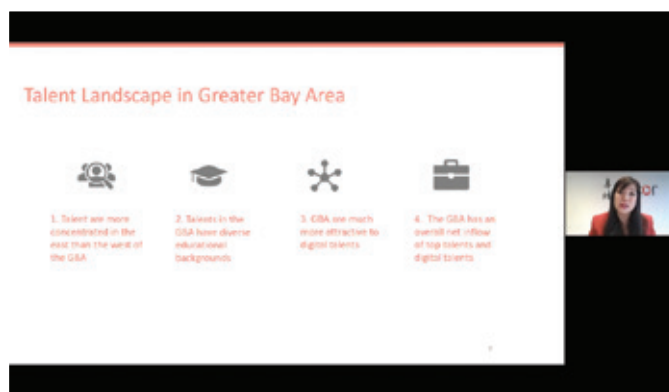 Talent Landscape in Greater Bay Area
1. Talent are more
concentrated in the
east than the west of
the GBA
2. Talents in the
GBA have diverse
educational
backgrounds
3. GBA are much
more attractive to
digital talents
4. The GBA has an
overall net inflow
of top talents and
digital talents